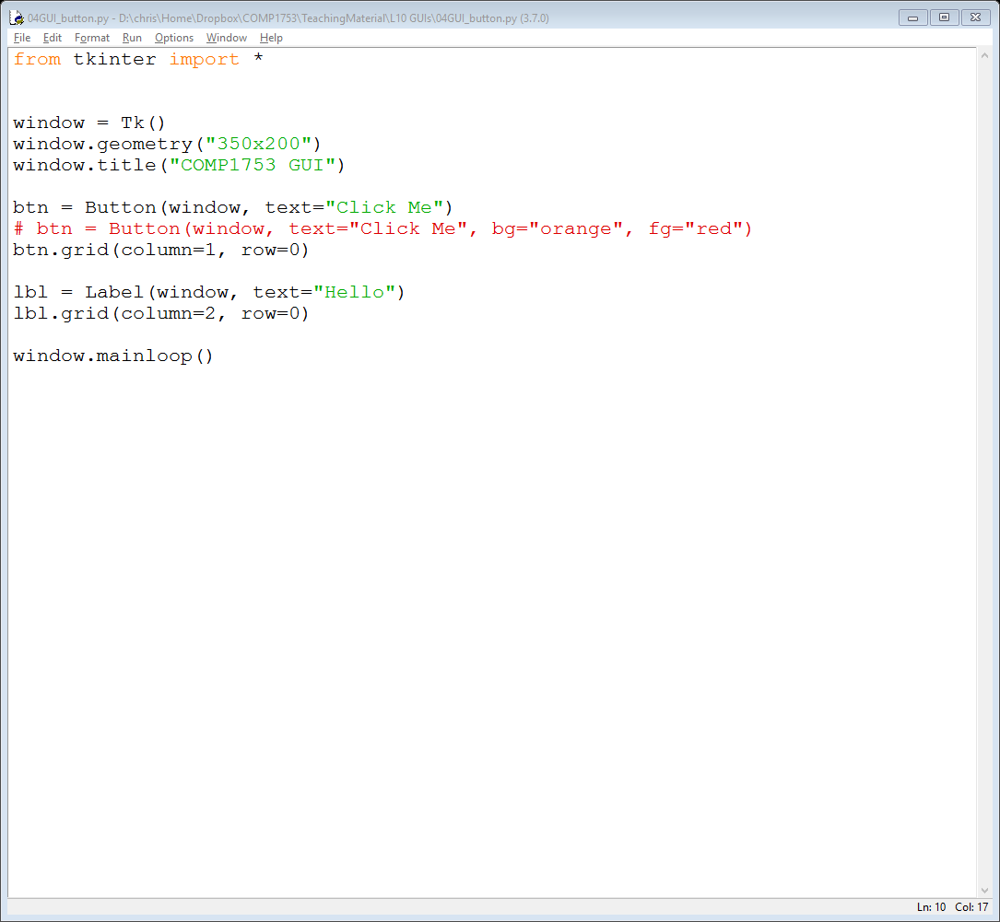 04GUI_button.py - D:\chris\Home\Dropbox\COMP1753\TeachingMaterial\L10 GUIs\04GUI_button.py (3.7.0)
File Edit Format Run Options Window Help
from tkinter import *
window = Tk()
window.geometry("350x200")
window.title("COMP1753 GUI")
btn = Button(window, text="Click Me")
# btn = Button(window, text="Click Me", bg="orange", fg="red")
btn.grid(column=1, row=0)
lbl = Label(window, text="Hello")
lbl.grid(column=2, row=0)
window.mainloop()
Ln: 10 Col: 17